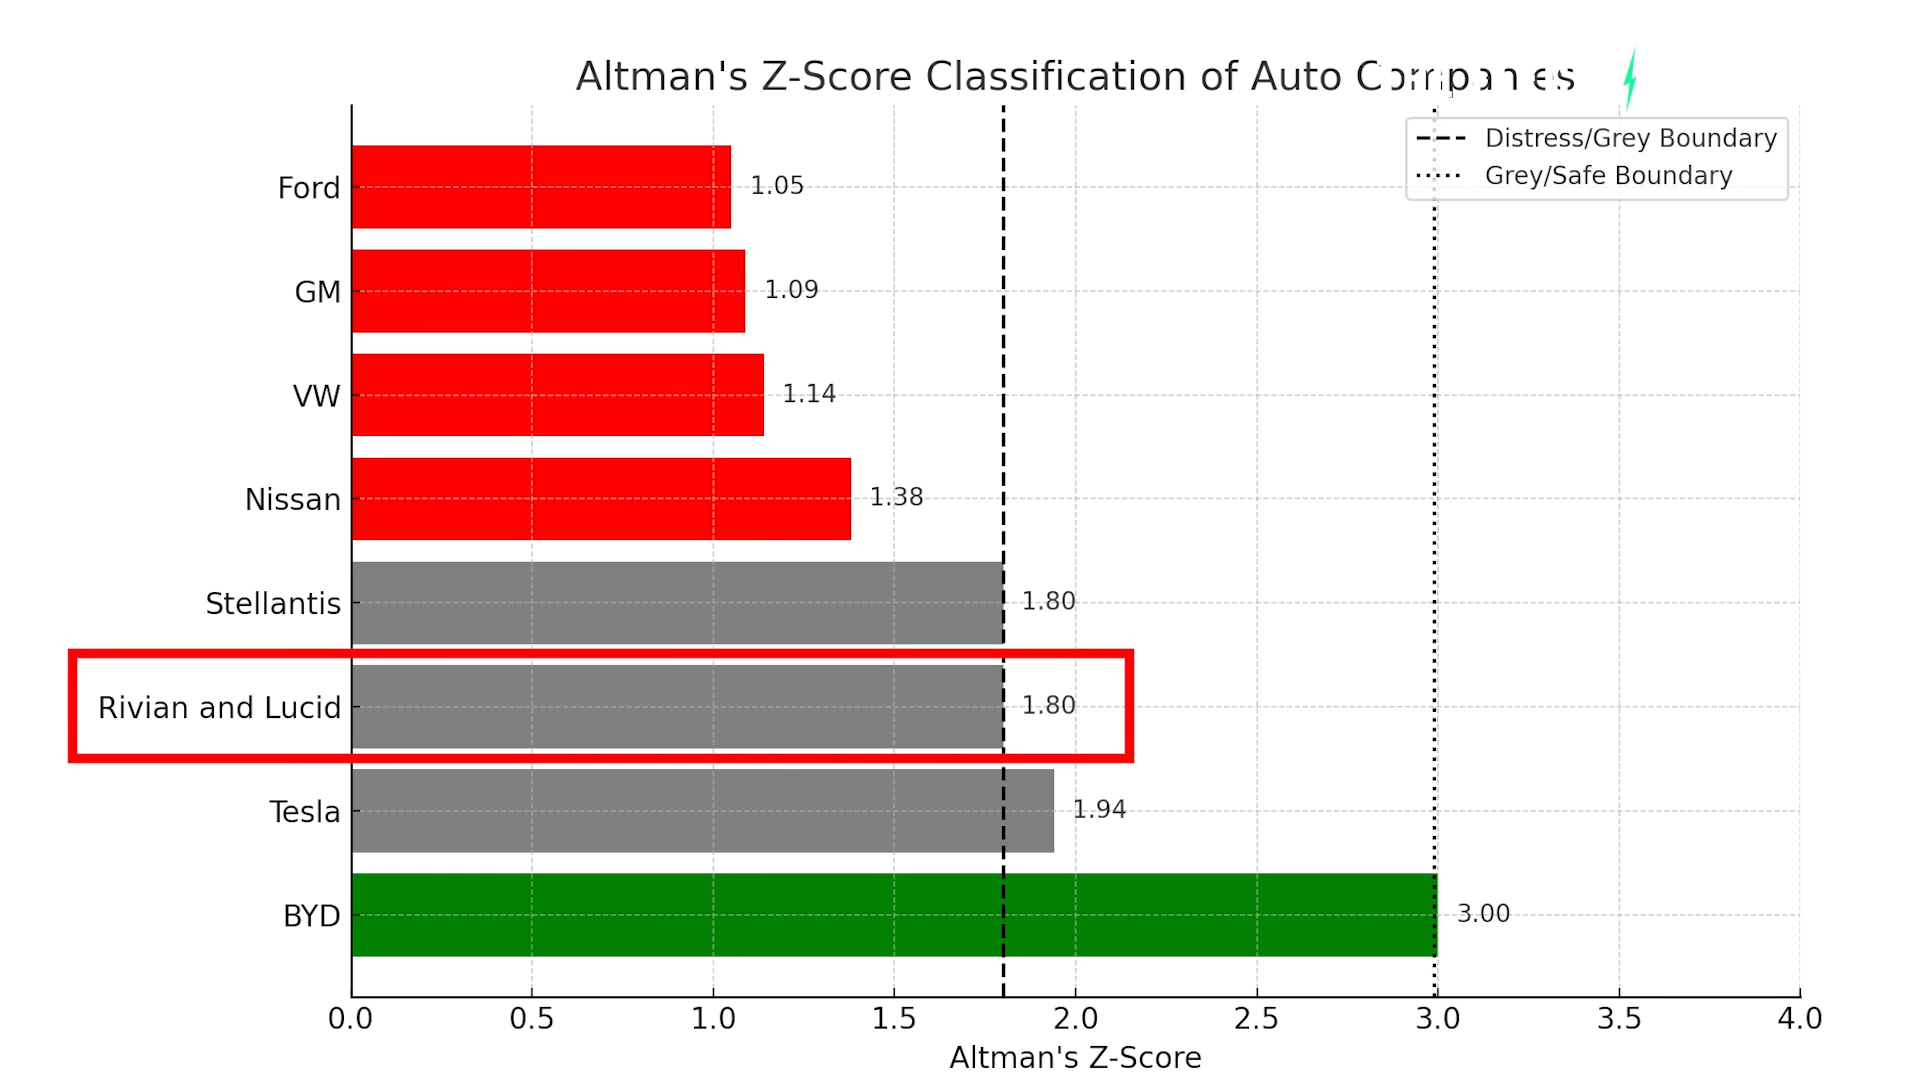 Altman's Z-Score Classification of Auto Companies
Distress/Grey Boundary
Grey/Safe Boundary
Ford
1.05
GM
1.09
VW
1.14
Nissan
1.38
Stellantis
1.80
Rivian and Lucid
1.80
Tesla
1.94
BYD
3.00
0.0 0.5 1.0 1.5 2.0 2.5 3.0 3.5 4.0
Altman's Z-Score